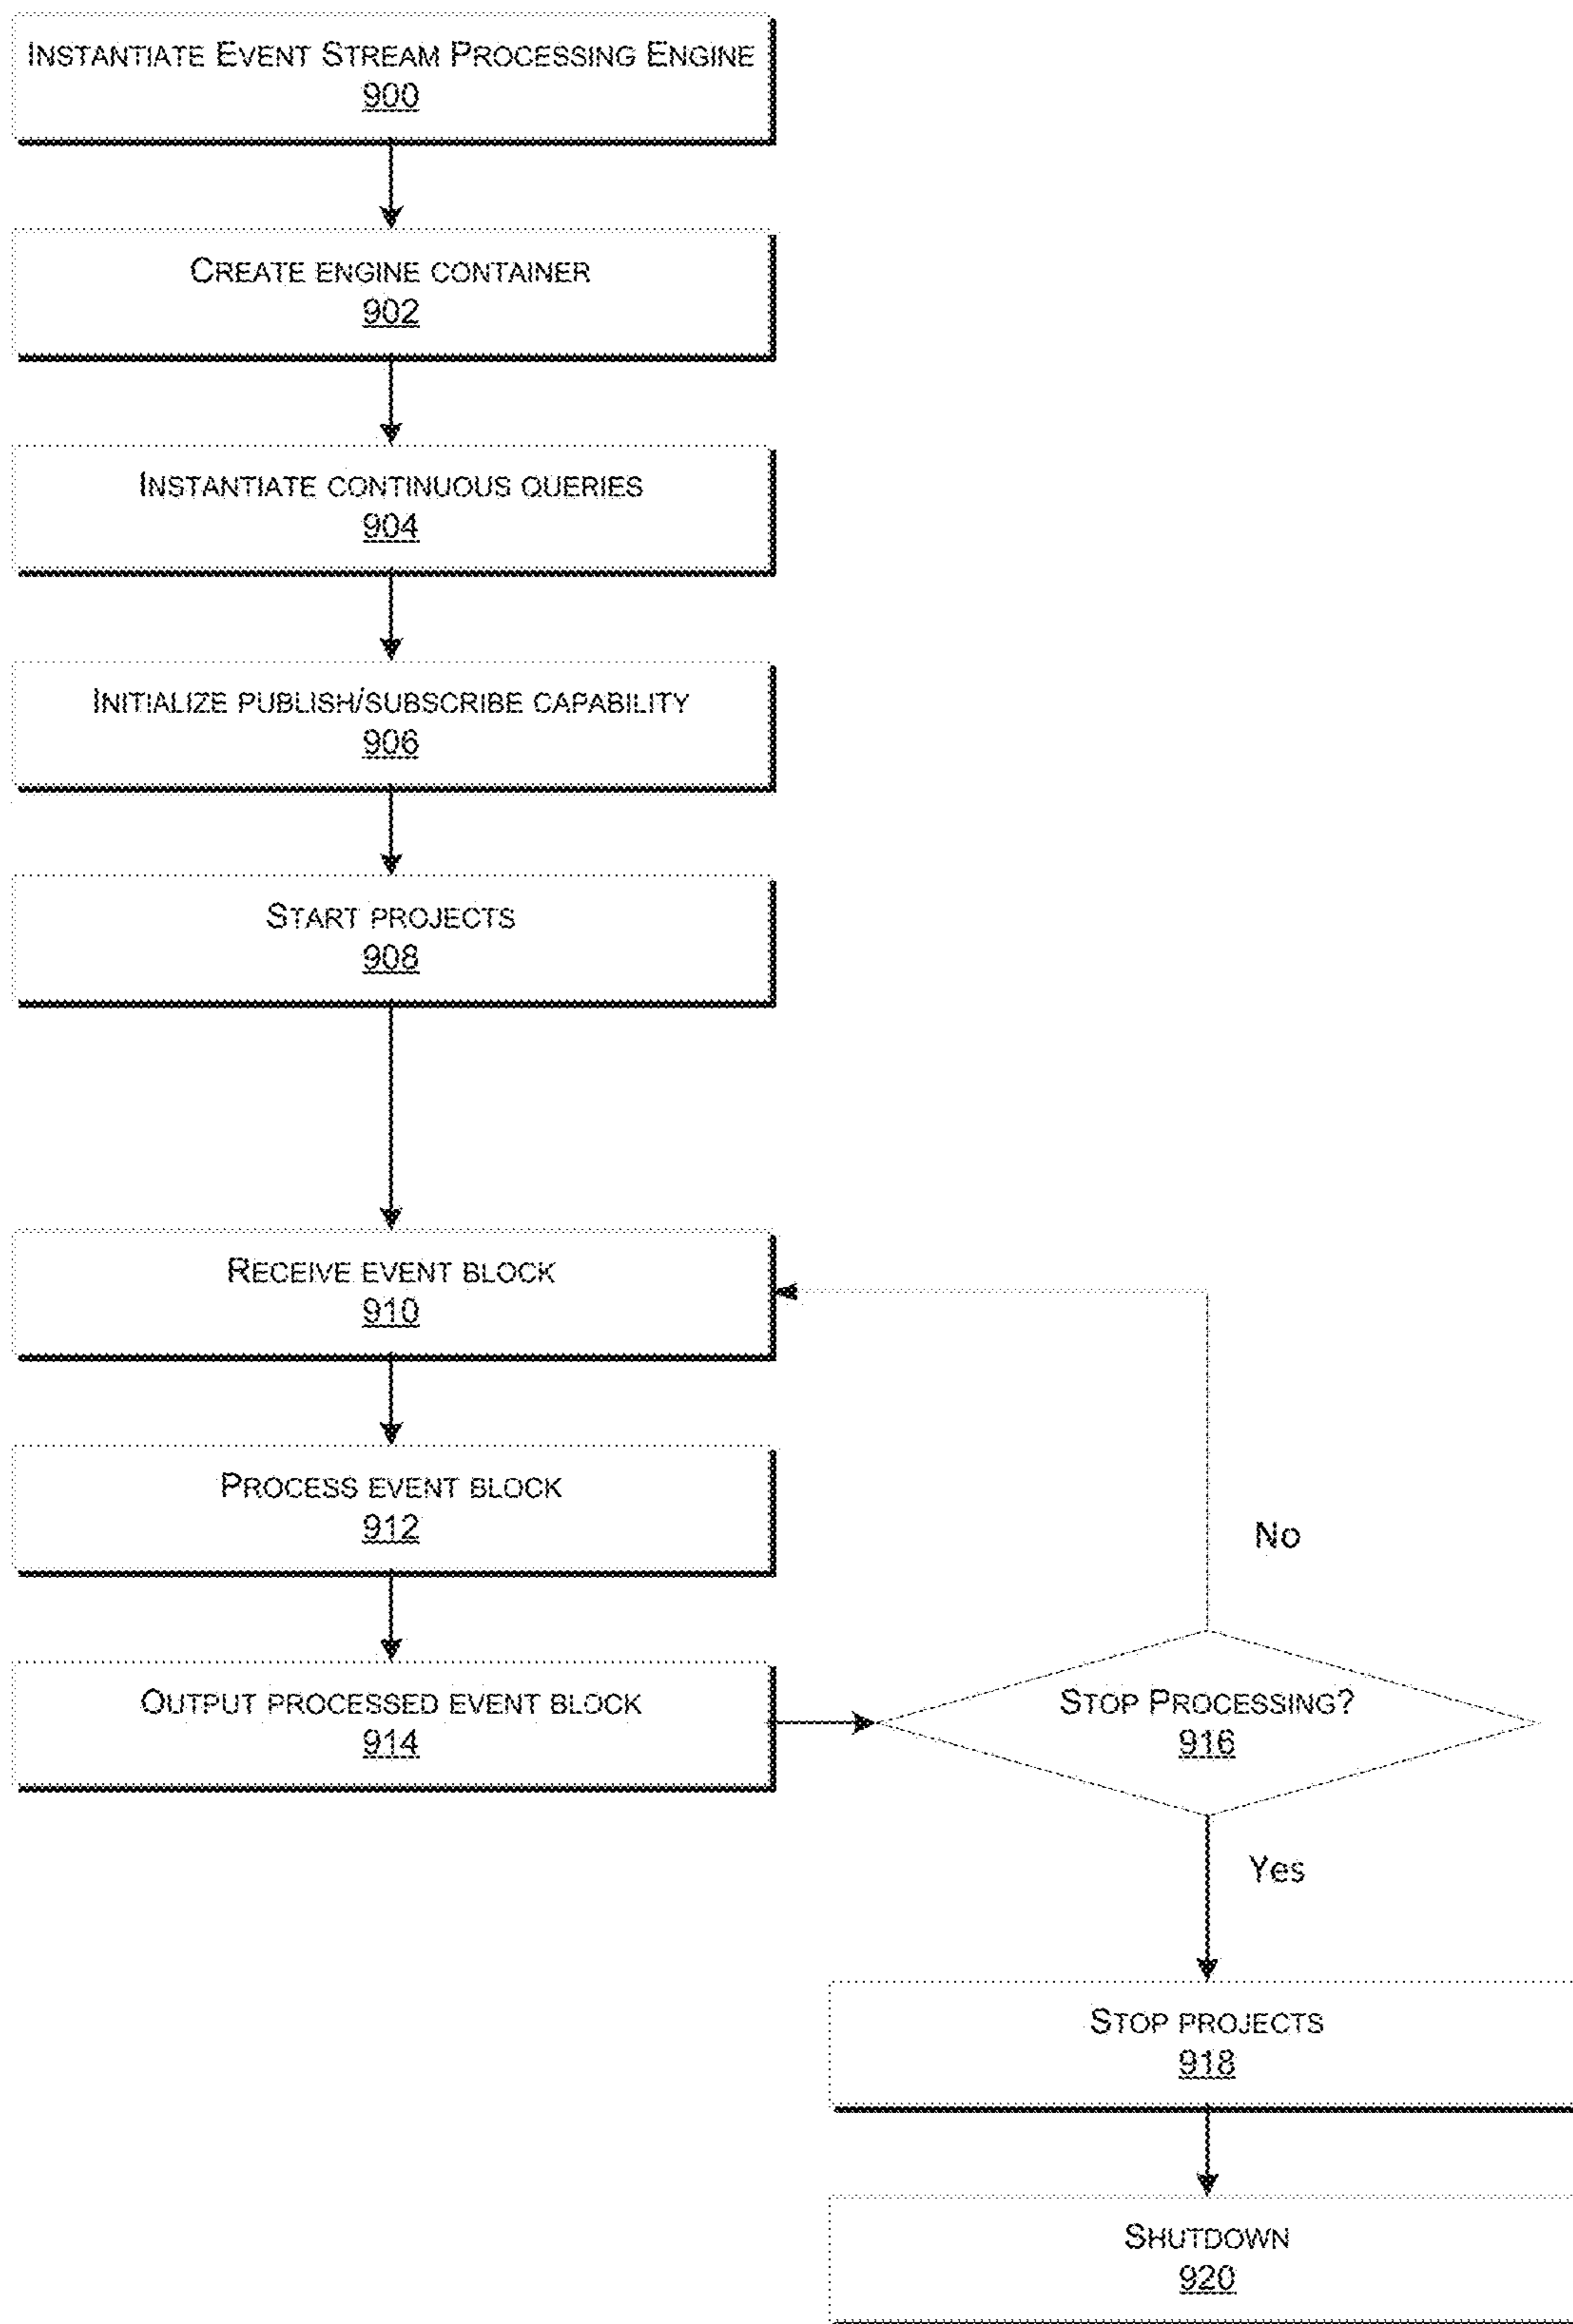 INSTANTIATE EVENT STREAM PROCESSING ENGINE
900
CREATE ENGINE CONTAINER
902
INSTANTIATE CONTINUOUS QUERIES
904
INITIALIZE PUBLISH/SUBSCRIBE CAPABILITY
906
START PROJECTS
908
RECEIVE EVENT BLOCK
910
PROCESS EVENT BLOCK
912
No
OUTPUT PROCESSED EVENT BLOCK
914
STOP PROCESSING?
916
Yes
STOP PROJECTS
918
SHUTDOWN
920